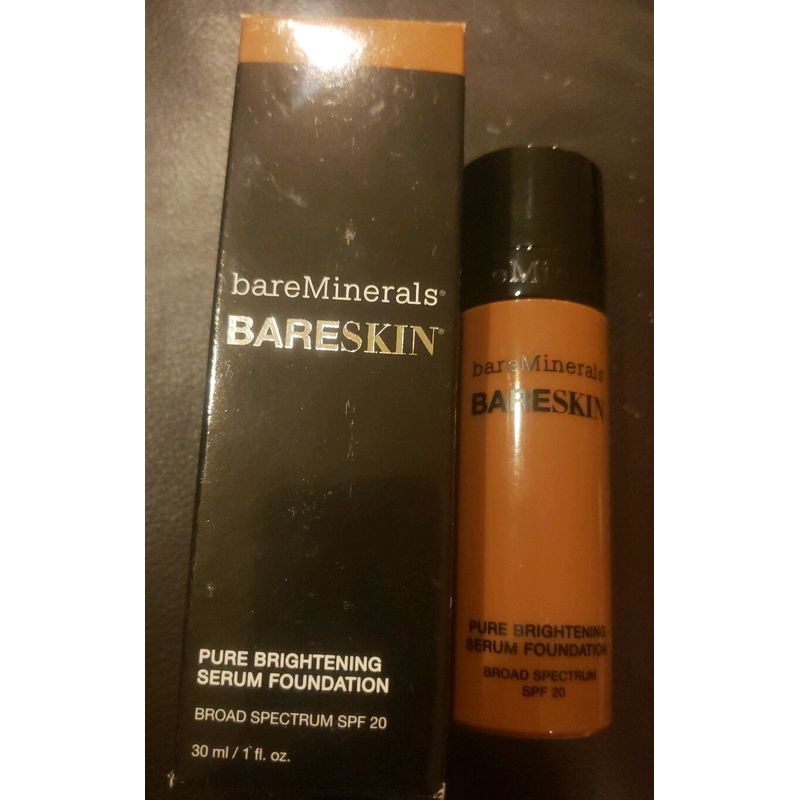 bareMinerals®
BARESKIN®
PURE BRIGHTENING
SERUM FOUNDATION
BROAD SPECTRUM SPF 20
30 ml / 1 fl. oz.
bareMinerals
BARESKIN
PURE BRIGHTENING
SERUM FOUNDATION
BROAD SPECTRUM
SPF 20